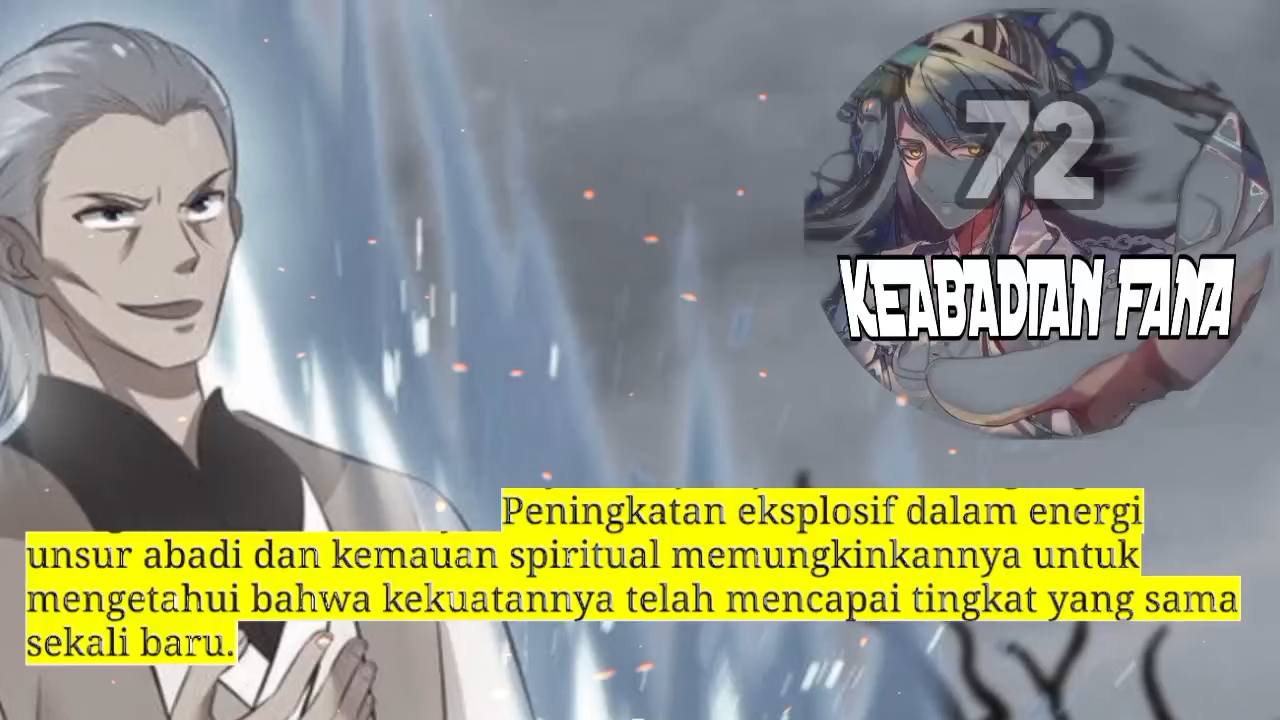 72
KEABADIAN FANA
Peningkatan eksplosif dalam energi
unsur abadi dan kemauan spiritual memungkinkannya untuk
mengetahui bahwa kekuatannya telah mencapai tingkat yang sama
sekali baru.